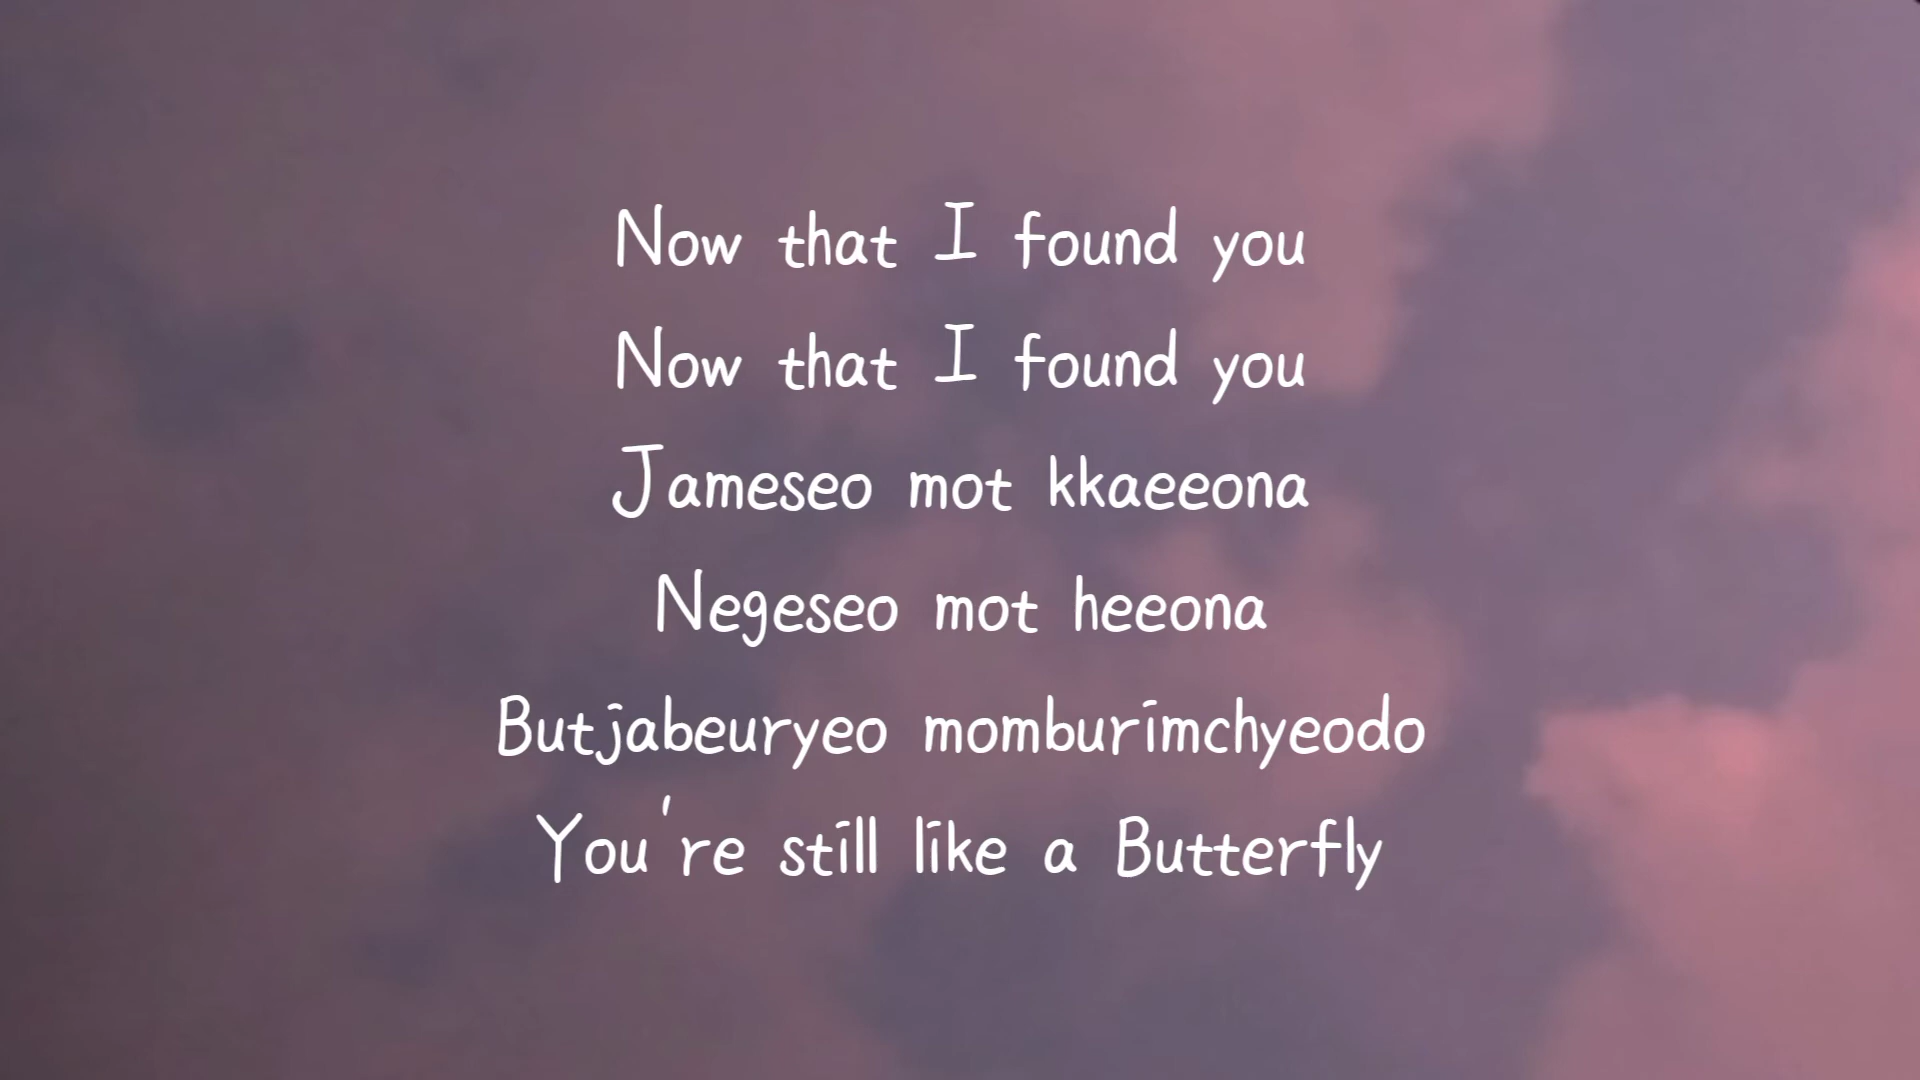 Now that I found you
Now that I found you
Jameseo mot kkaeeona
Negeseo mot heeona
Butjabeuryeo momburimchyeodo
You're still like a Butterfly